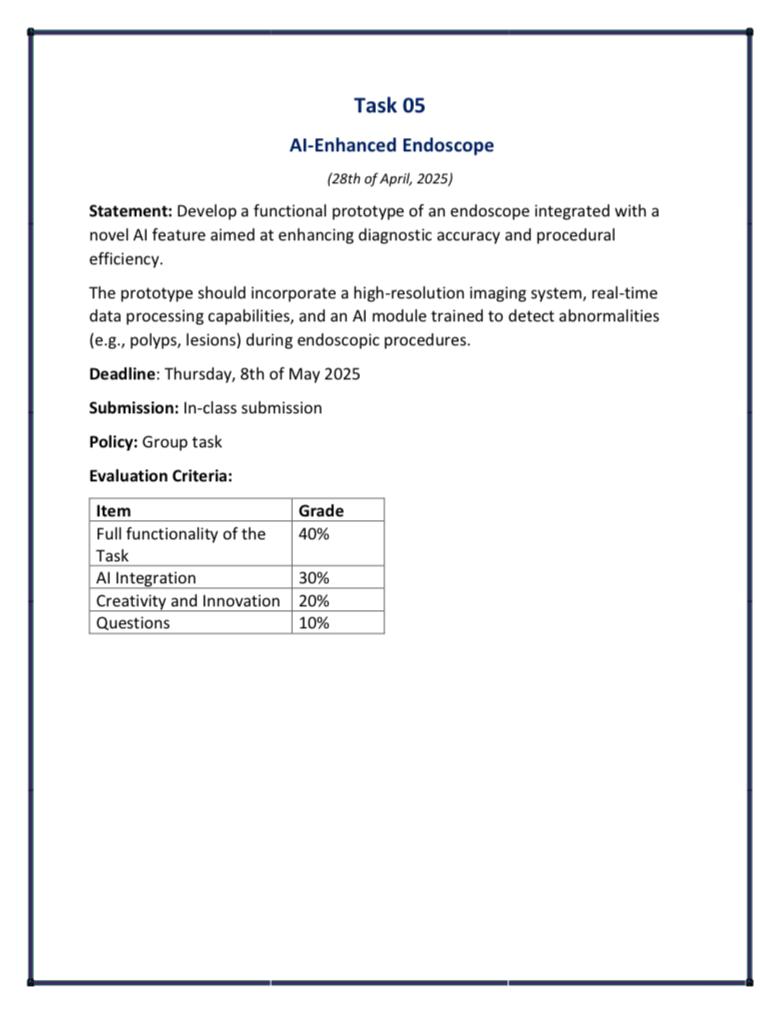 Task 05
AI-Enhanced Endoscope
(28th of April, 2025)
Statement: Develop a functional prototype of an endoscope integrated with a
novel AI feature aimed at enhancing diagnostic accuracy and procedural
efficiency.
The prototype should incorporate a high-resolution imaging system, real-time
data processing capabilities, and an AI module trained to detect abnormalities
(e.g., polyps, lesions) during endoscopic procedures.
Deadline: Thursday, 8th of May 2025
Submission: In-class submission
Policy: Group task
Evaluation Criteria:
Item Grade
Full functionality of the 40%
Task
AI Integration 30%
Creativity and Innovation 20%
Questions 10%